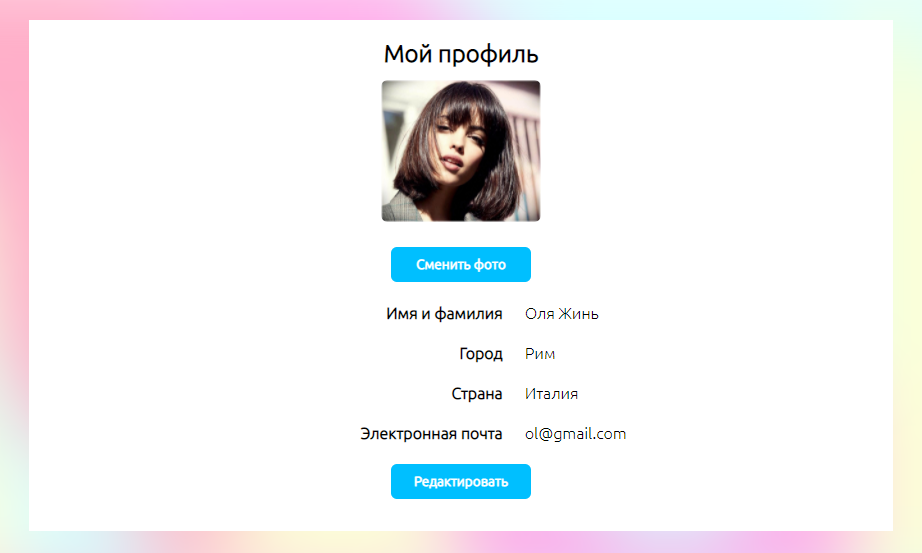 Мой профиль
Сменить фото
Имя и фамилия Оля Жинь
Город Рим
Страна Италия
Электронная почта ol@gmail.com
Редактировать